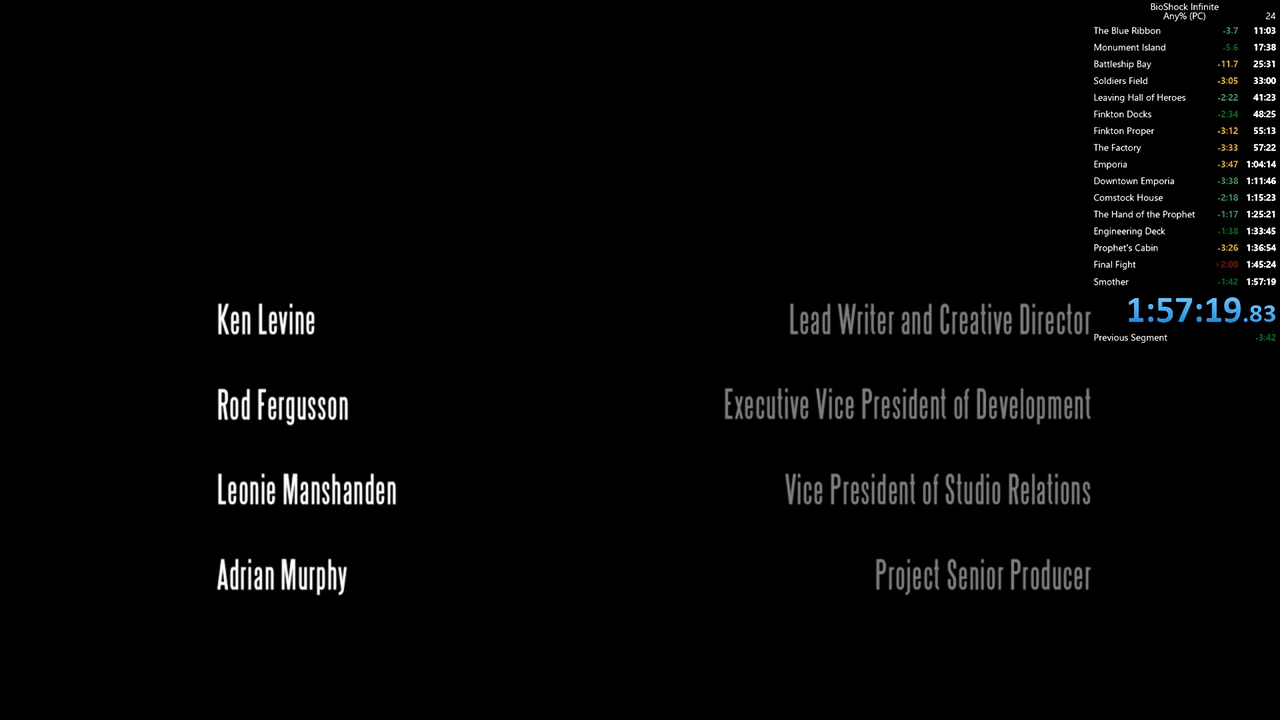 BioShock Infinite
Any% (PC) 24
The Blue Ribbon -3.7 11:03
Monument Island -5.6 17:38
Battleship Bay -11.7 25:31
Soldiers Field -3:05 33:00
Leaving Hall of Heroes -2:22 41:23
Finkton Docks -2:34 48:25
Finkton Proper -3:12 55:13
The Factory -3:33 57:22
Emporia -3:47 1:04:14
Downtown Emporia -3:38 1:11:46
Comstock House -2:18 1:15:23
The Hand of the Prophet -1:17 1:25:21
Engineering Deck -1:38 1:33:45
Prophet's Cabin -3:26 1:36:54
Final Fight +2:00 1:45:24
Smother -1:42 1:57:19
1:57:19.83
Previous Segment -3:42
Ken Levine Lead Writer and Creative Director
Rod Fergusson Executive Vice President of Development
Leonie Manshanden Vice President of Studio Relations
Adrian Murphy Project Senior Producer